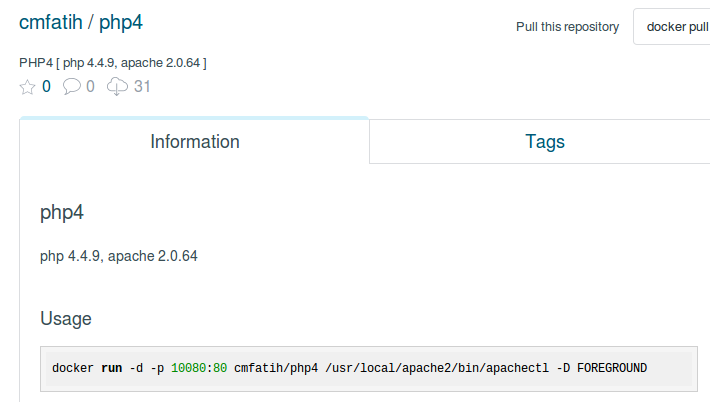 cmfatih / php4
Pull this repository
docker pull
PHP4 [ php 4.4.9, apache 2.0.64 ]
0 0 31
Information
Tags
php4
php 4.4.9, apache 2.0.64
Usage
docker run -d -p 10080:80 cmfatih/php4 /usr/local/apache2/bin/apachectl -D FOREGROUND